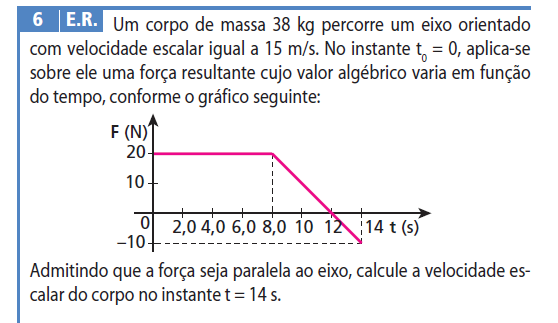 6 E.R. Um corpo de massa 38 kg percorre um eixo orientado
com velocidade escalar igual a 15 m/s. No instante t₀ = 0, aplica-se
sobre ele uma força resultante cujo valor algébrico varia em função
do tempo, conforme o gráfico seguinte:
F (N)
20
10
0 2,0 4,0 6,0 8,0 10 12 14 t (s)
–10
Admitindo que a força seja paralela ao eixo, calcule a velocidade es-
calar do corpo no instante t = 14 s.